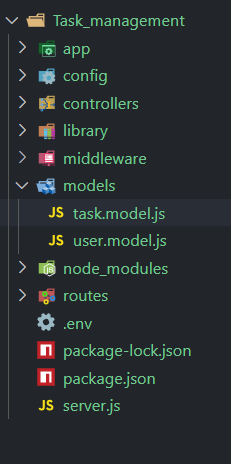 Task_management
app
config
controllers
library
middleware
models
JS task.model.js
JS user.model.js
node_modules
routes
.env
package-lock.json
package.json
JS server.js